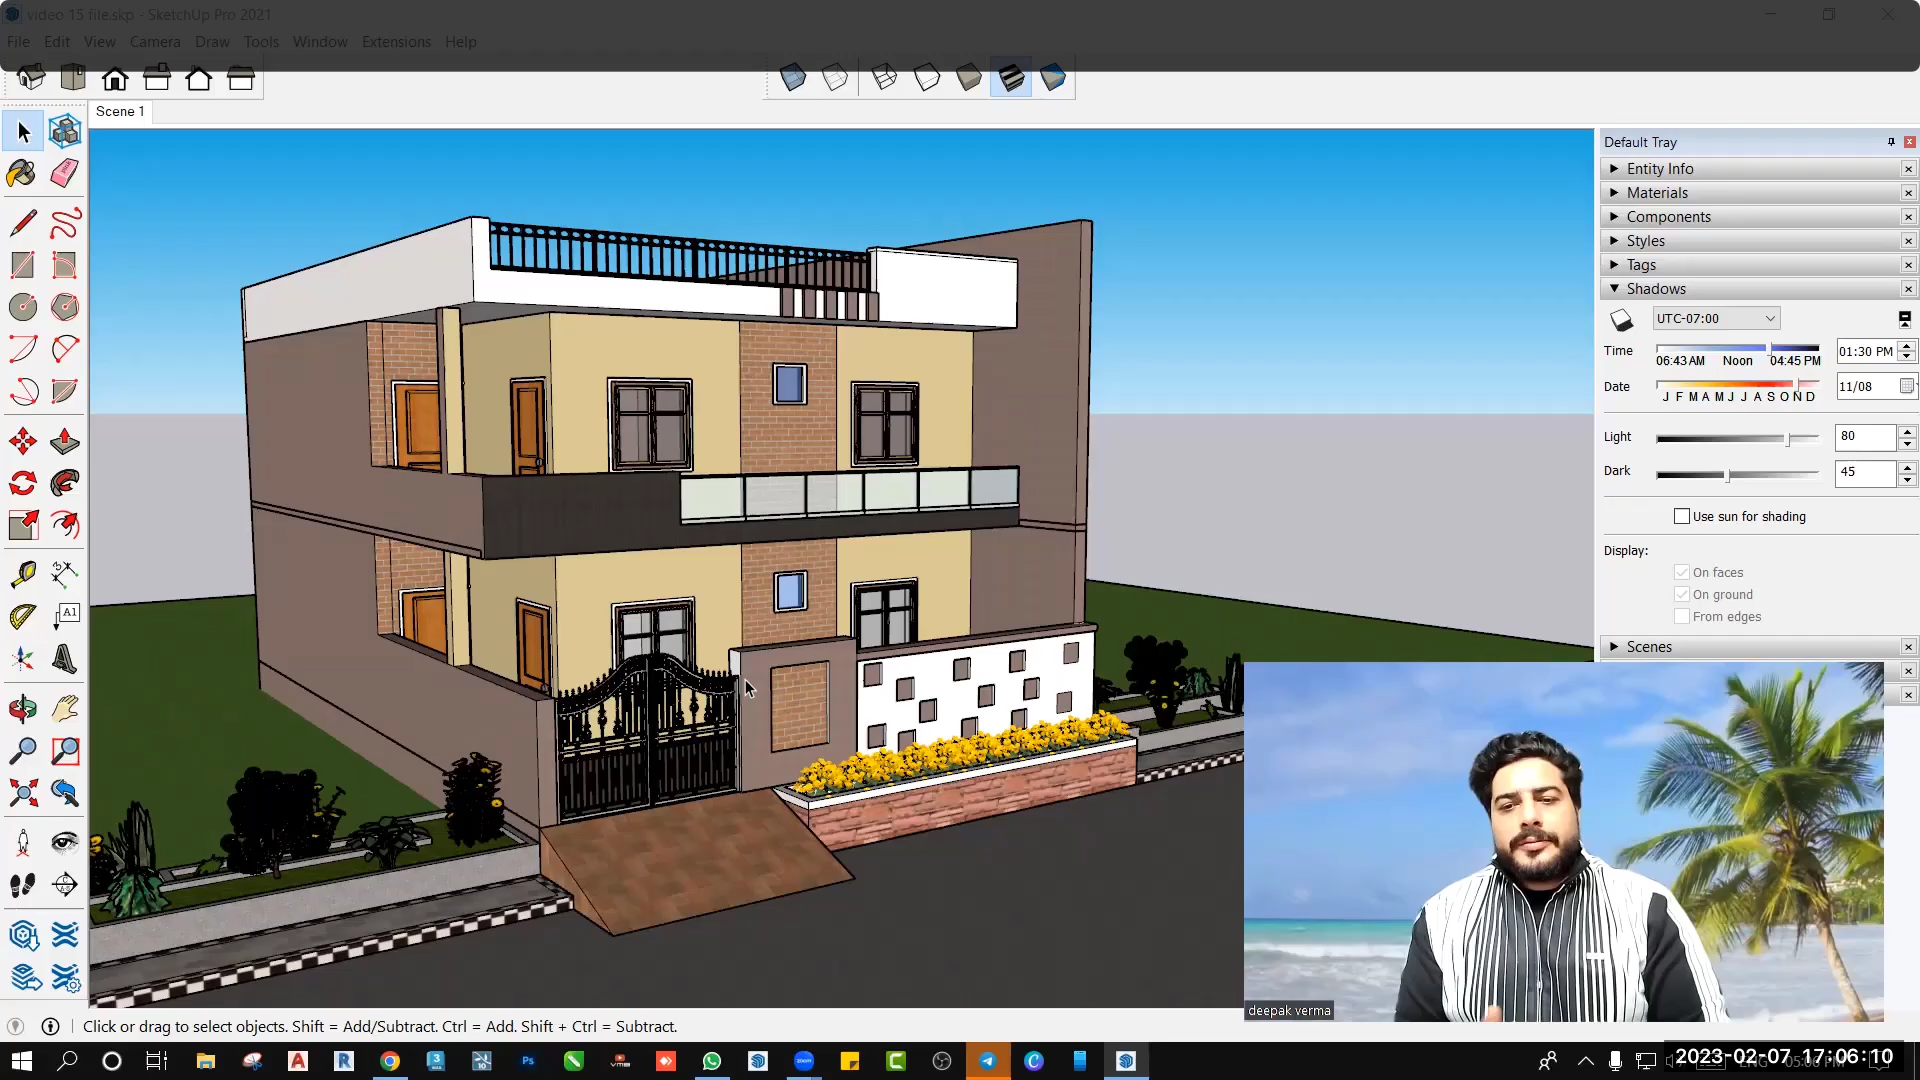 video 15 file.skp - SketchUp Pro 2021
File Edit View Camera Draw Tools Window Extensions Help
Scene 1
Default Tray
Entity Info
Materials
Components
Styles
Tags
Shadows
UTC-07:00
Time
06:43 AM Noon 04:45 PM
01:30 PM
Date
J F M A M J J A S O N D
11/08
Light
80
Dark
45
Use sun for shading
Display:
On faces
On ground
From edges
Scenes
A1
deepak verma
Click or drag to select objects. Shift = Add/Subtract. Ctrl = Add. Shift + Ctrl = Subtract.
2023-02-07 17:06:10